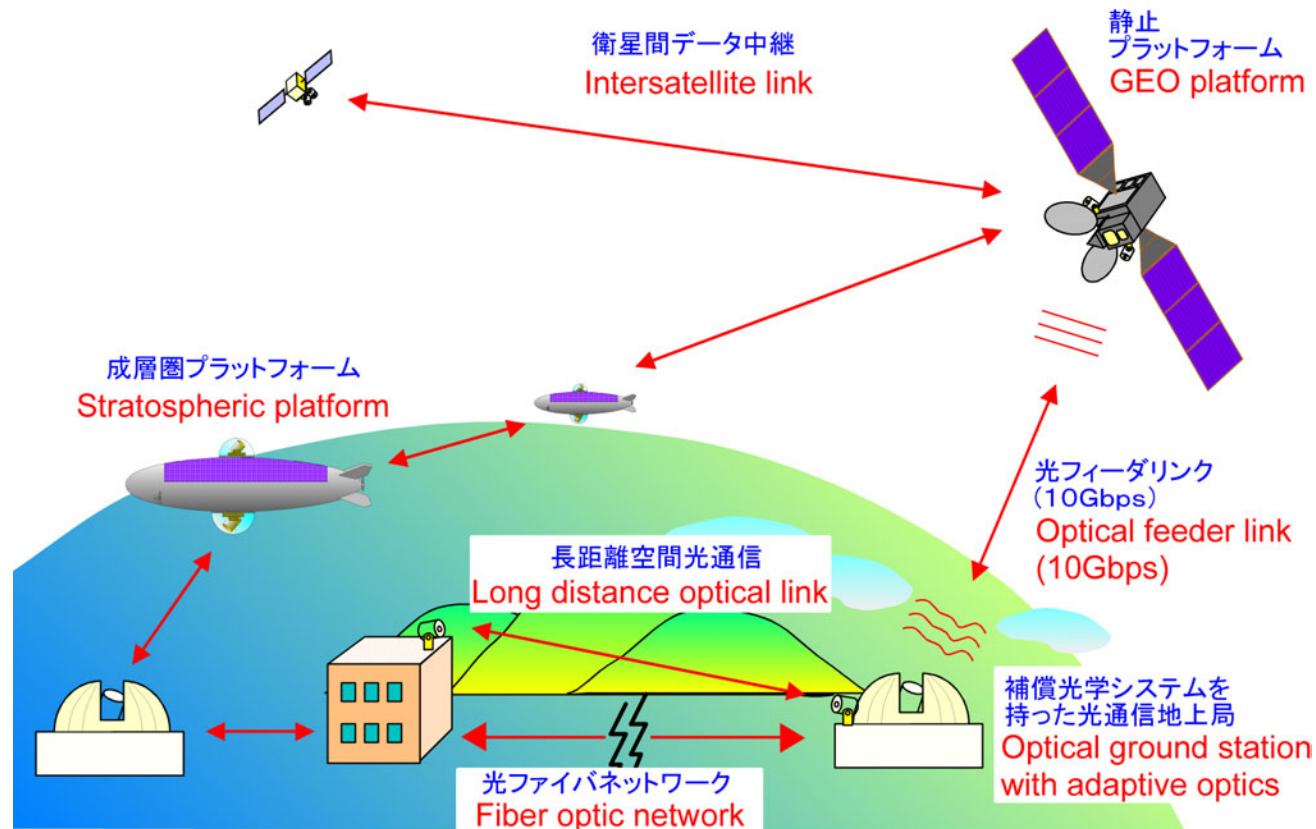 衛星間データ中継
Intersatellite link
静止
プラットフォーム
GEO platform
成層圏プラットフォーム
Stratospheric platform
光フィーダリンク
(10Gbps)
Optical feeder link
(10Gbps)
長距離空間光通信
Long distance optical link
補償光学システムを
持った光通信地上局
Optical ground station
with adaptive optics
光ファイバネットワーク
Fiber optic network